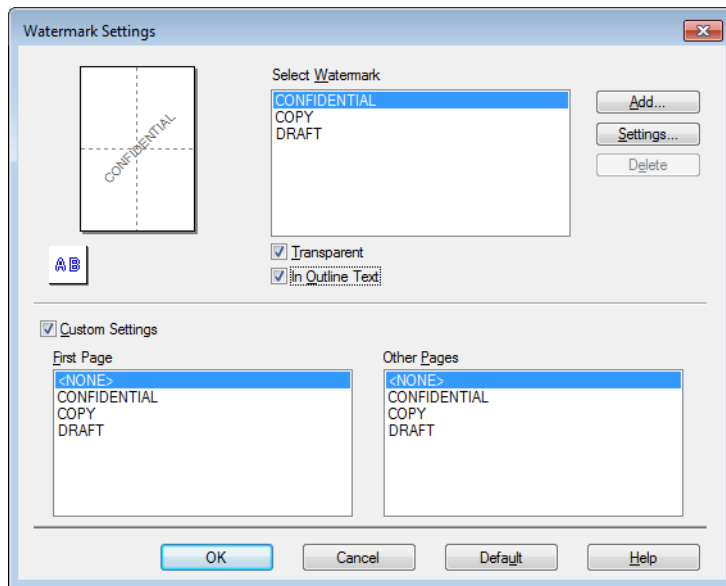 Watermark Settings
Select Watermark
CONFIDENTIAL
CONFIDENTIAL
COPY
DRAFT
Add...
Settings...
Delete
AB
Transparent
In Outline Text
Custom Settings
First Page
<NONE>
CONFIDENTIAL
COPY
DRAFT
Other Pages
<NONE>
CONFIDENTIAL
COPY
DRAFT
OK
Cancel
Default
Help